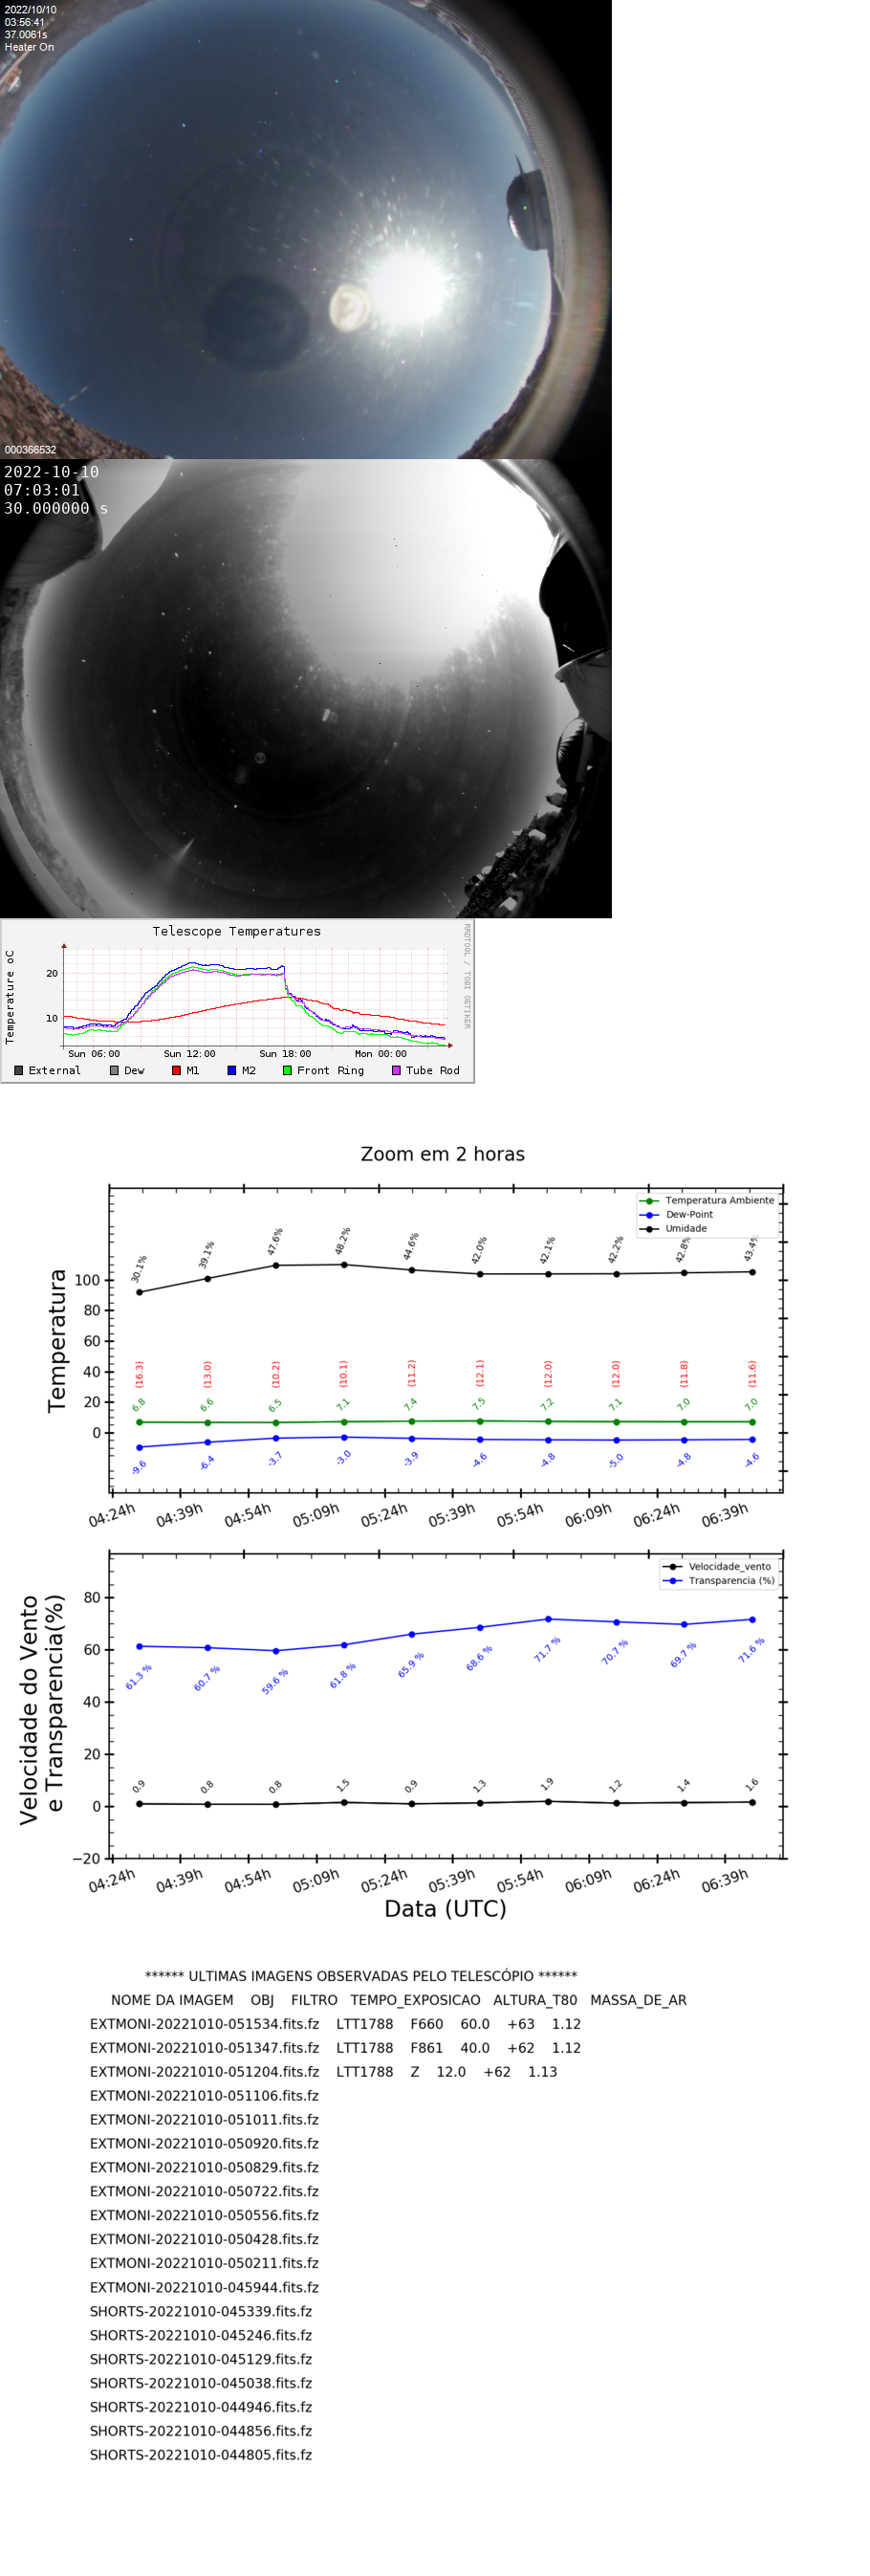 2022/10/10
03:56:41
37.0061s
Heater On
000366532
2022-10-10
07:03:01
30.000000 s
Telescope Temperatures
RRDTOOL / TOBI OETIKER
Temperature oC
20
10
Sun 06:00 Sun 12:00 Sun 18:00 Mon 00:00
External Dew M1 M2 Front Ring Tube Rod
Zoom em 2 horas
Temperatura Ambiente
Dew-Point
Umidade
30.1% 39.1% 47.6% 48.2% 44.6% 42.0% 42.1% 42.2% 42.8% 43.4%
Temperatura
100
80
60
40
20
0
(16.3) (13.0) (10.2) (10.1) (11.2) (12.1) (12.0) (12.0) (11.8) (11.6)
6.8 6.6 6.5 7.1 7.4 7.5 7.2 7.1 7.0 7.0
-9.6 -6.4 -3.7 -3.0 -3.9 -4.6 -4.8 -5.0 -4.8 -4.6
04:24h 04:39h 04:54h 05:09h 05:24h 05:39h 05:54h 06:09h 06:24h 06:39h
Velocidade_vento
Transparencia (%)
Velocidade do Vento
e Transparencia(%)
80
60
40
20
0
−20
61.3 % 60.7 % 59.6 % 61.8 % 65.9 % 68.6 % 71.7 % 70.7 % 69.7 % 71.6 %
0.9 0.8 0.8 1.5 0.9 1.3 1.9 1.2 1.4 1.6
04:24h 04:39h 04:54h 05:09h 05:24h 05:39h 05:54h 06:09h 06:24h 06:39h
Data (UTC)
****** ULTIMAS IMAGENS OBSERVADAS PELO TELESCÓPIO ******
NOME DA IMAGEM OBJ FILTRO TEMPO_EXPOSICAO ALTURA_T80 MASSA_DE_AR
EXTMONI-20221010-051534.fits.fz LTT1788 F660 60.0 +63 1.12
EXTMONI-20221010-051347.fits.fz LTT1788 F861 40.0 +62 1.12
EXTMONI-20221010-051204.fits.fz LTT1788 Z 12.0 +62 1.13
EXTMONI-20221010-051106.fits.fz
EXTMONI-20221010-051011.fits.fz
EXTMONI-20221010-050920.fits.fz
EXTMONI-20221010-050829.fits.fz
EXTMONI-20221010-050722.fits.fz
EXTMONI-20221010-050556.fits.fz
EXTMONI-20221010-050428.fits.fz
EXTMONI-20221010-050211.fits.fz
EXTMONI-20221010-045944.fits.fz
SHORTS-20221010-045339.fits.fz
SHORTS-20221010-045246.fits.fz
SHORTS-20221010-045129.fits.fz
SHORTS-20221010-045038.fits.fz
SHORTS-20221010-044946.fits.fz
SHORTS-20221010-044856.fits.fz
SHORTS-20221010-044805.fits.fz